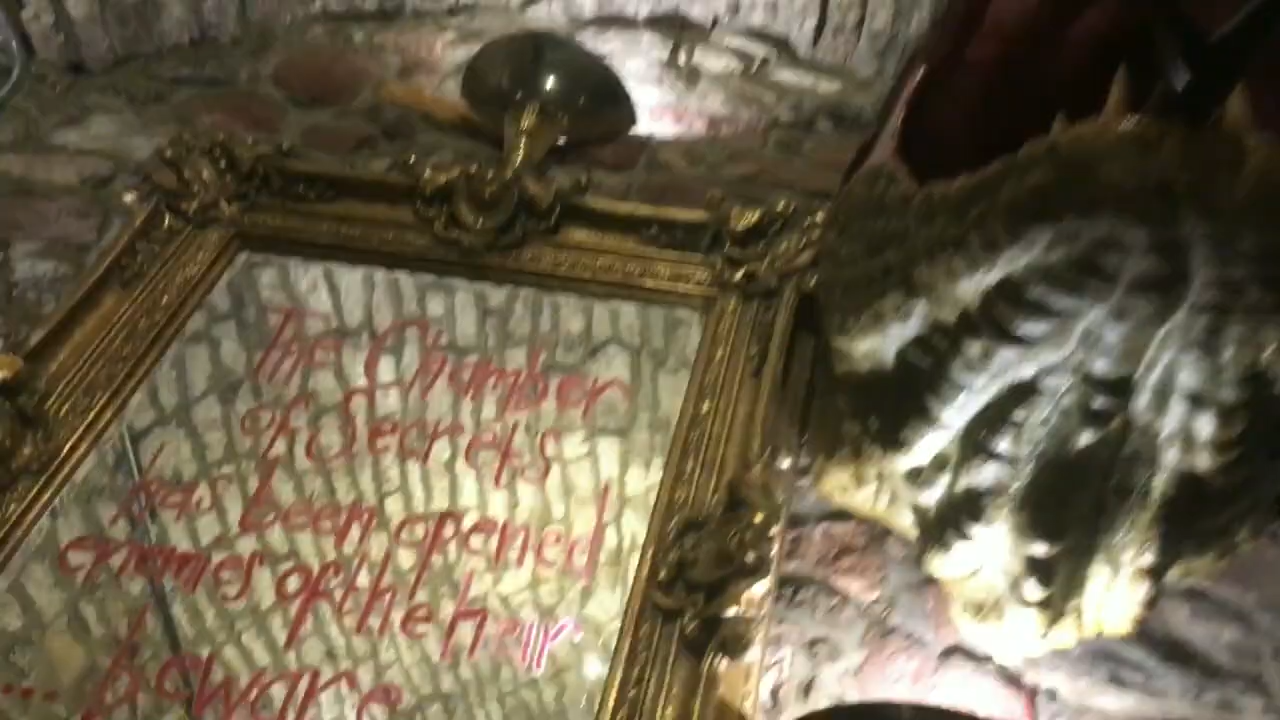 The Chamber
of Secrets
has been opened
enemies of the heir
... beware